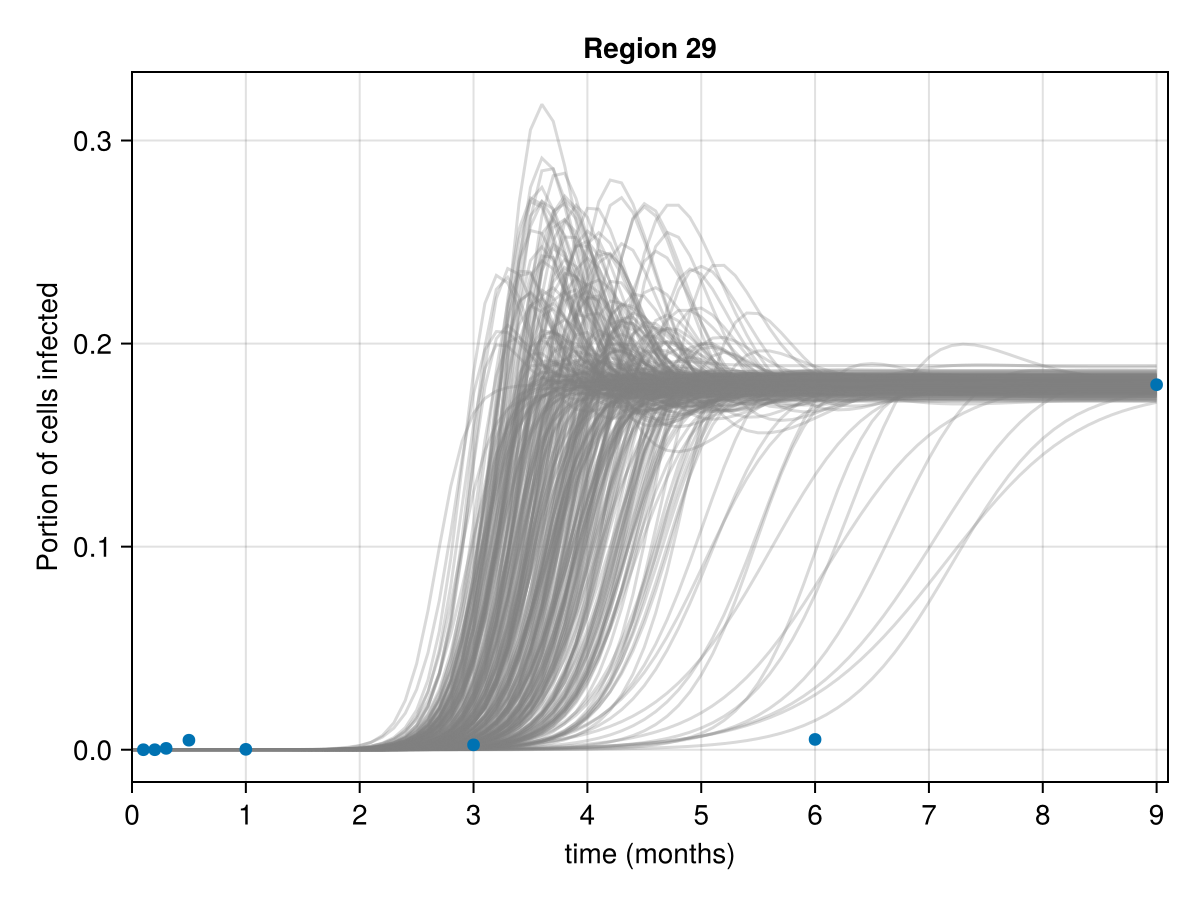 Region 29
Portion of cells infected
0.3
0.2
0.1
0.0
0 1 2 3 4 5 6 7 8 9
time (months)